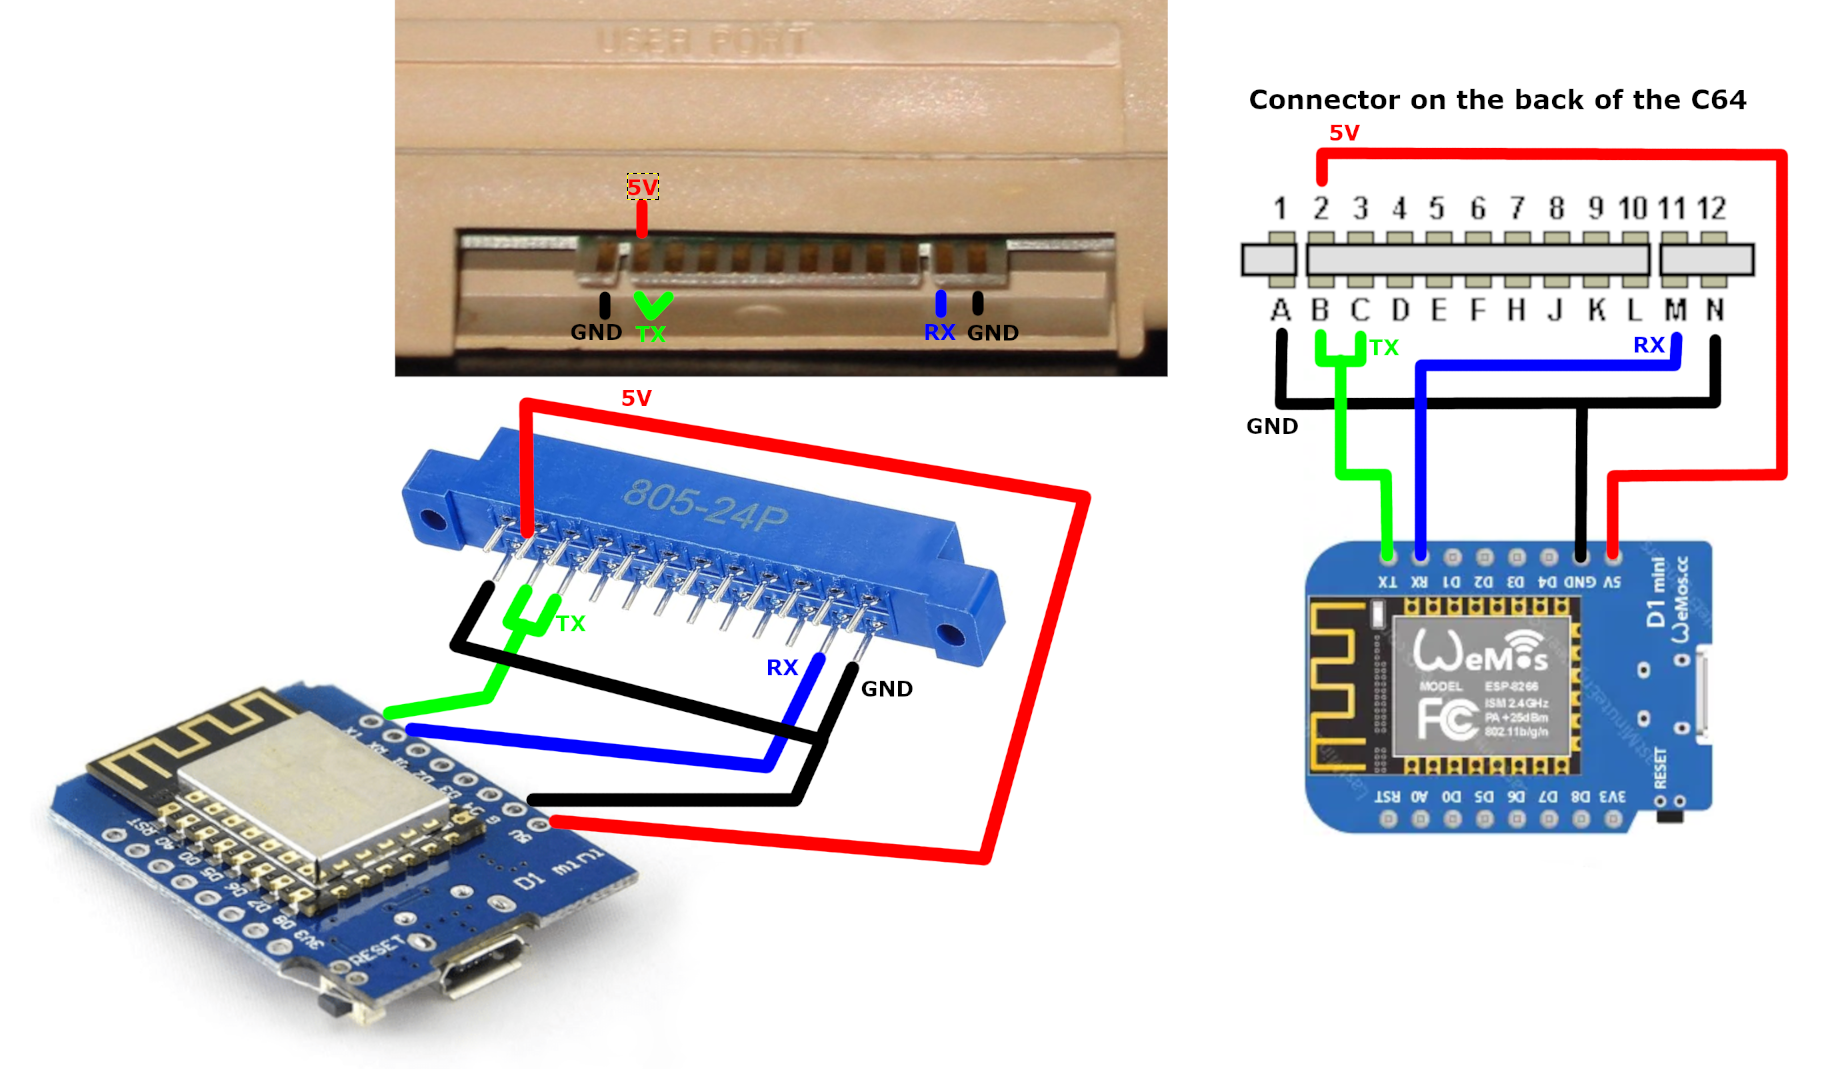 USER PORT
5V
GND TX RX GND
Connector on the back of the C64
5V
1 2 3 4 5 6 7 8 9 10 11 12
A B C D E F H J K L M N
TX RX
GND
TX RX D1 D2 D3 D4 GND 5V
D1 mini
WeMos.cc
WeMos
MODEL ESP-8266
FCC
ISM 2.4GHz
PA +25dBm
802.11b/g/n
RESET
RST A0 D0 D5 D6 D7 D8 3V3
5V
805-24P
TX
RX
GND
TX RX D1 D2 D3 D4 G 5V
D1 mini
RST A0 D0 D5 D6 D7 D8 3V3
RESET